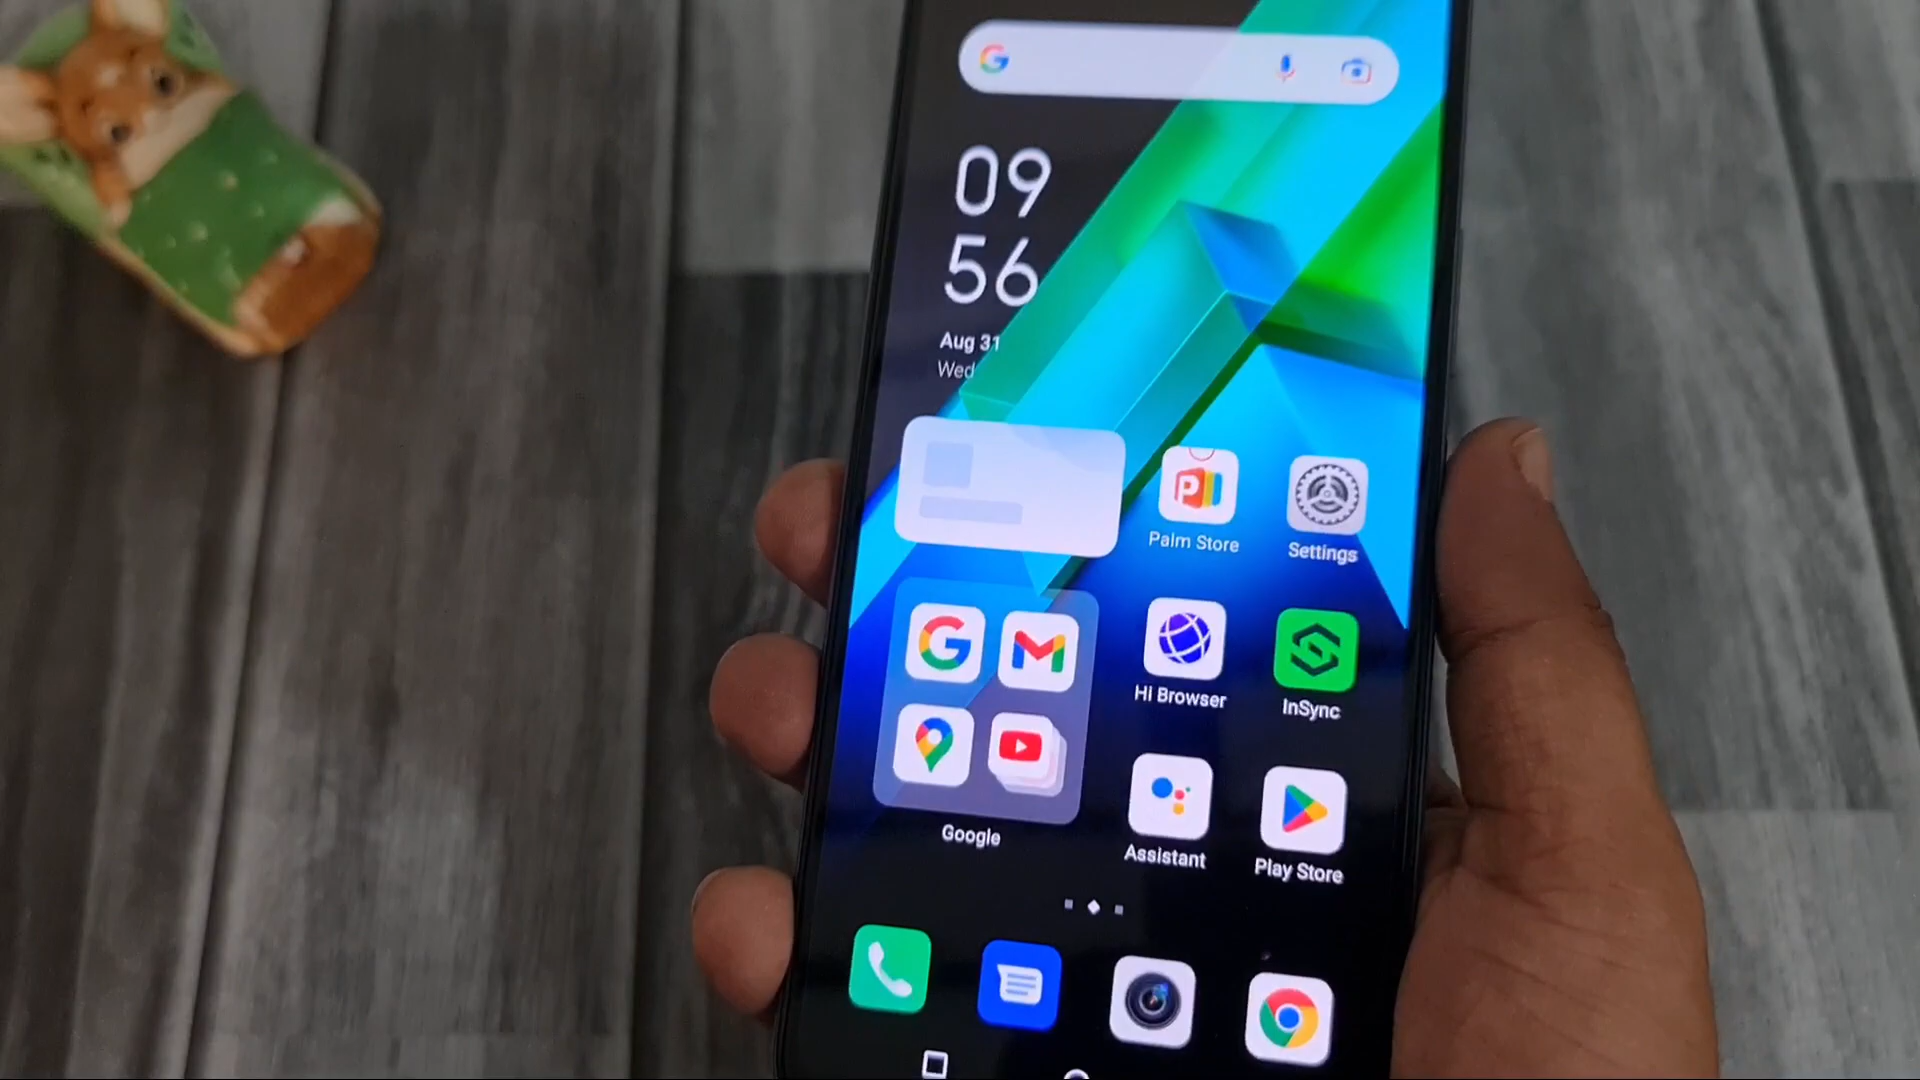 09
56
Aug 31
Wed
Palm Store
Settings
Hi Browser
InSync
Google
Assistant
Play Store